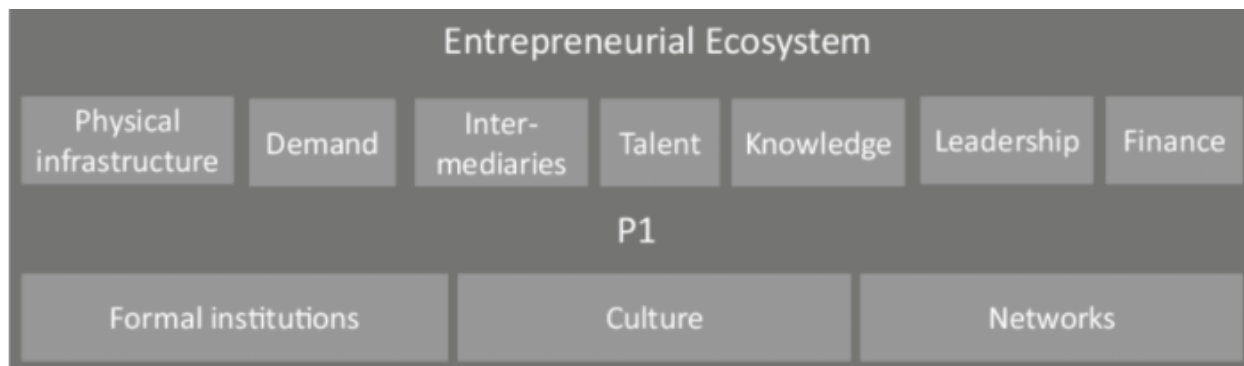 Entrepreneurial Ecosystem
Physical
infrastructure
Demand
Inter-
mediaries
Talent
Knowledge
Leadership
Finance
P1
Formal institutions
Culture
Networks